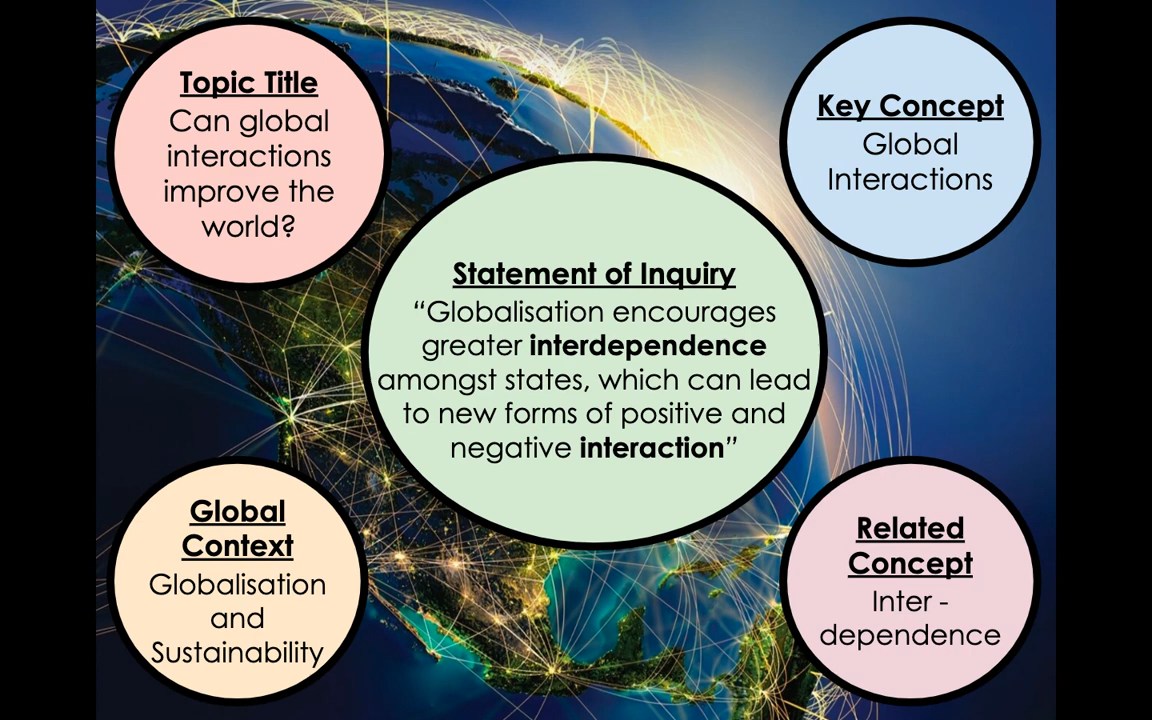 Topic Title
Can global
interactions
improve the
world?
Key Concept
Global
Interactions
Statement of Inquiry
“Globalisation encourages
greater interdependence
amongst states, which can lead
to new forms of positive and
negative interaction”
Global
Context
Globalisation
and
Sustainability
Related
Concept
Inter -
dependence